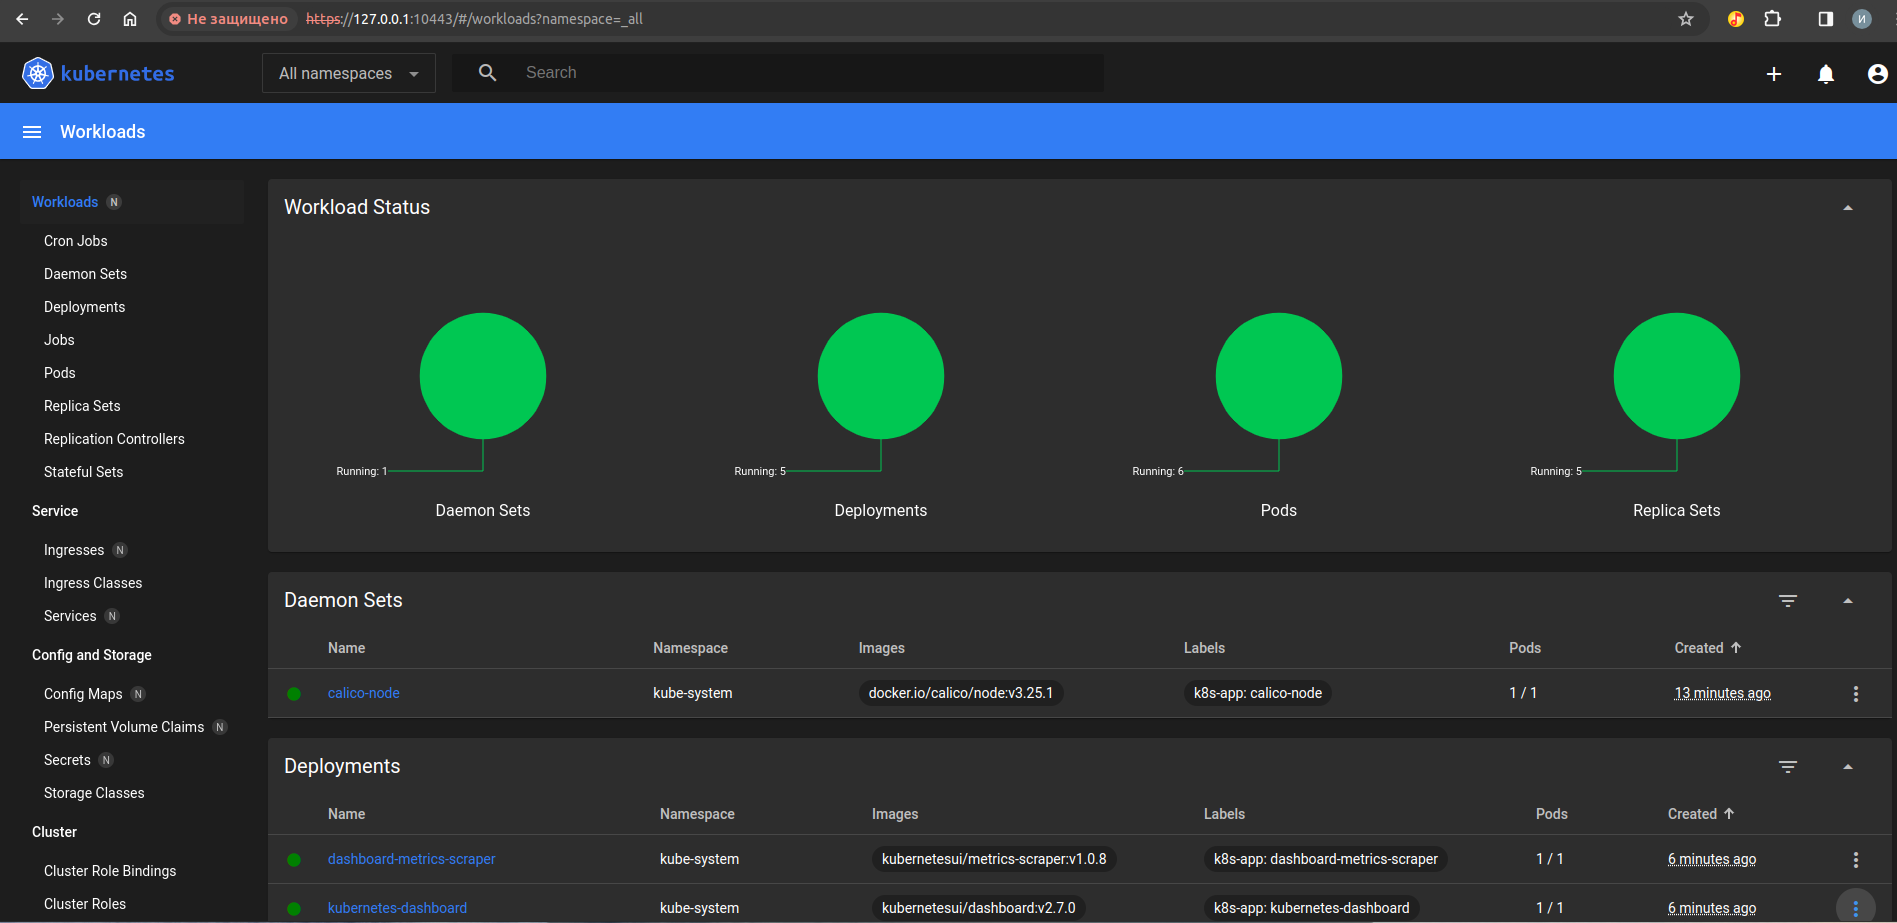 Не защищено https://127.0.0.1:10443/#/workloads?namespace=_all И
kubernetes All namespaces Search
Workloads
Workloads N
Cron Jobs
Daemon Sets
Deployments
Jobs
Pods
Replica Sets
Replication Controllers
Stateful Sets
Service
Ingresses N
Ingress Classes
Services N
Config and Storage
Config Maps N
Persistent Volume Claims N
Secrets N
Storage Classes
Cluster
Cluster Role Bindings
Cluster Roles
Workload Status
Running: 1 Running: 5 Running: 6 Running: 5
Daemon Sets Deployments Pods Replica Sets
Daemon Sets
Name Namespace Images Labels Pods Created
calico-node kube-system docker.io/calico/node:v3.25.1 k8s-app: calico-node 1 / 1 13 minutes ago
Deployments
Name Namespace Images Labels Pods Created
dashboard-metrics-scraper kube-system kubernetesui/metrics-scraper:v1.0.8 k8s-app: dashboard-metrics-scraper 1 / 1 6 minutes ago
kubernetes-dashboard kube-system kubernetesui/dashboard:v2.7.0 k8s-app: kubernetes-dashboard 1 / 1 6 minutes ago